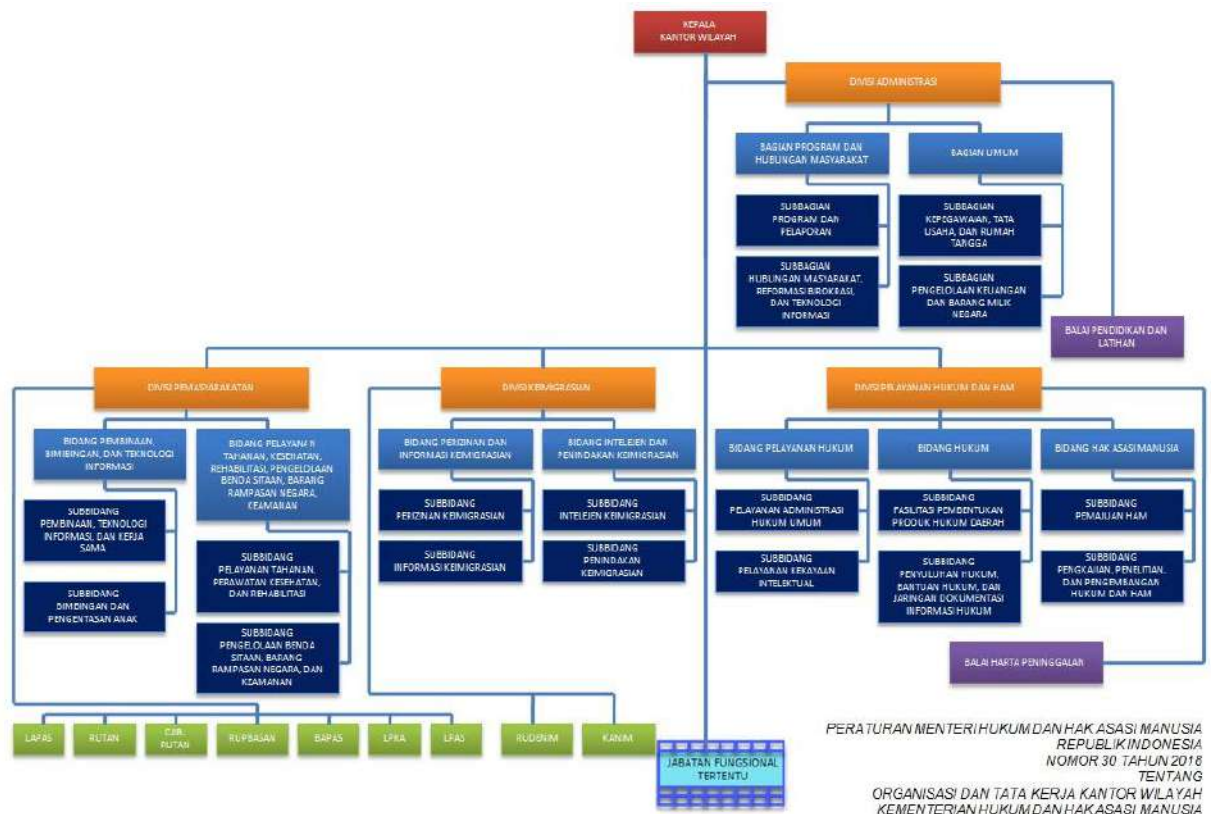 KEPALA
KANTOR WILAYAH
DIVISI ADMINISTRASI
BAGIAN PROGRAM DAN
HUBUNGAN MASYARAKAT
BAGIAN UMUM
SUBBAGIAN
PROGRAM DAN
PELAPORAN
SUBBAGIAN
KEPEGAWAIAN, TATA
USAHA, DAN RUMAH
TANGGA
SUBBAGIAN
HUBUNGAN MASYARAKAT,
REFORMASI BIROKRASI,
DAN TEKNOLOGI
INFORMASI
SUBBAGIAN
PENGELOLAAN KEUANGAN
DAN BARANG MILIK
NEGARA
BALAI PENDIDIKAN DAN
LATIHAN
DIVISI PEMASYARAKATAN
DIVISI KEIMIGRASIAN
DIVISI PELAYANAN HUKUM DAN HAM
BIDANG PEMBINAAN,
BIMBINGAN, DAN TEKNOLOGI
INFORMASI
BIDANG PELAYANAN
TAHANAN, KESEHATAN,
REHABILITASI, PENGELOLAAN
BENDA SITAAN, BARANG
RAMPASAN NEGARA,
KEAMANAN
BIDANG PERIZINAN DAN
INFORMASI KEIMIGRASIAN
BIDANG INTELEJEN DAN
PENINDAKAN KEIMIGRASIAN
BIDANG PELAYANAN HUKUM
BIDANG HUKUM
BIDANG HAK ASASI MANUSIA
SUBBIDANG
PEMBINAAN, TEKNOLOGI
INFORMASI, DAN KERJA
SAMA
SUBBIDANG
PERIZINAN KEIMIGRASIAN
SUBBIDANG
INTELEJEN KEIMIGRASIAN
SUBBIDANG
PELAYANAN ADMINISTRASI
HUKUM UMUM
SUBBIDANG
FASILITASI PEMBENTUKAN
PRODUK HUKUM DAERAH
SUBBIDANG
PEMAJUAN HAM
SUBBIDANG
PELAYANAN TAHANAN,
PERAWATAN KESEHATAN,
DAN REHABILITASI
SUBBIDANG
INFORMASI KEIMIGRASIAN
SUBBIDANG
PENINDAKAN
KEIMIGRASIAN
SUBBIDANG
PELAYANAN KEKAYAAN
INTELEKTUAL
SUBBIDANG
PENYULUHAN HUKUM,
BANTUAN HUKUM, DAN
JARINGAN DOKUMENTASI
INFORMASI HUKUM
SUBBIDANG
PENGKAJIAN, PENELITIAN,
DAN PENGEMBANGAN
HUKUM DAN HAM
SUBBIDANG
BIMBINGAN DAN
PENGENTASAN ANAK
SUBBIDANG
PENGELOLAAN BENDA
SITAAN, BARANG
RAMPASAN NEGARA, DAN
KEAMANAN
BALAI HARTA PENINGGALAN
LAPAS
RUTAN
CAB.
RUTAN
RUPBASAN
BAPAS
LPKA
LPAS
RUDENIM
KANIM
JABATAN FUNGSIONAL
TERTENTU
PERATURAN MENTERI HUKUM DAN HAK ASASI MANUSIA
REPUBLIK INDONESIA
NOMOR 30 TAHUN 2018
TENTANG
ORGANISASI DAN TATA KERJA KANTOR WILAYAH
KEMENTERIAN HUKUM DAN HAK ASASI MANUSIA